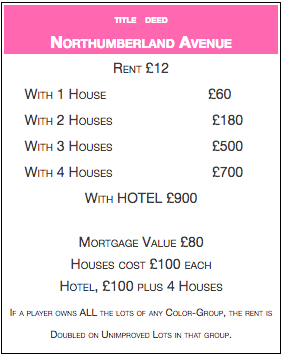 TITLE DEED
NORTHUMBERLAND AVENUE
RENT £12
WITH 1 HOUSE £60
WITH 2 HOUSES £180
WITH 3 HOUSES £500
WITH 4 HOUSES £700
WITH HOTEL £900
MORTGAGE VALUE £80
HOUSES COST £100 EACH
HOTEL, £100 PLUS 4 HOUSES
IF A PLAYER OWNS ALL THE LOTS OF ANY COLOR-GROUP, THE RENT IS
DOUBLED ON UNIMPROVED LOTS IN THAT GROUP.